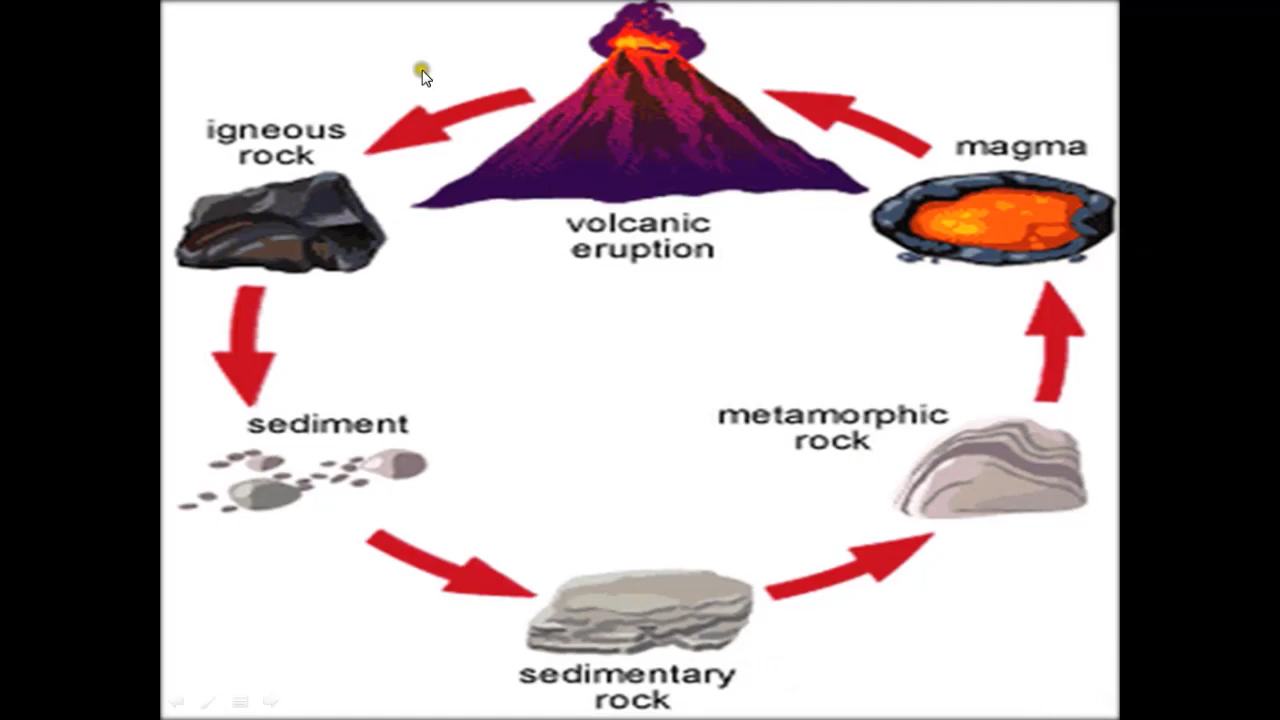 igneous
rock
volcanic
eruption
magma
sediment
metamorphic
rock
sedimentary
rock